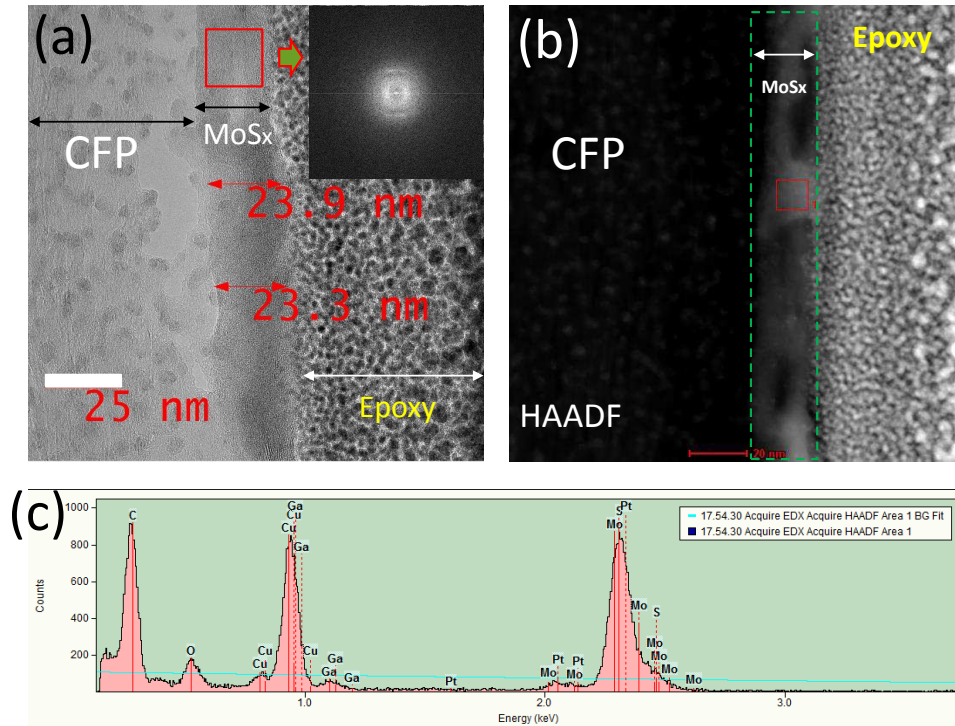 (a)
CFP
MoSx
23.9 nm
23.3 nm
25 nm
Epoxy
(b)
MoSx
Epoxy
CFP
HAADF
20 nm
(c)
17.54.30 Acquire EDX Acquire HAADF Area 1 BG Fit
17.54.30 Acquire EDX Acquire HAADF Area 1
Counts
1000
800
600
400
200
C
O
Cu
Cu
Cu
Cu
Ga
Cu
Ga
Cu
Ga
Ga
Ga
Pt
Mo
Pt
Mo
Pt
Mo
S
Pt
Mo
S
Mo
Mo
Mo
Mo
1.0
2.0
3.0
Energy (keV)